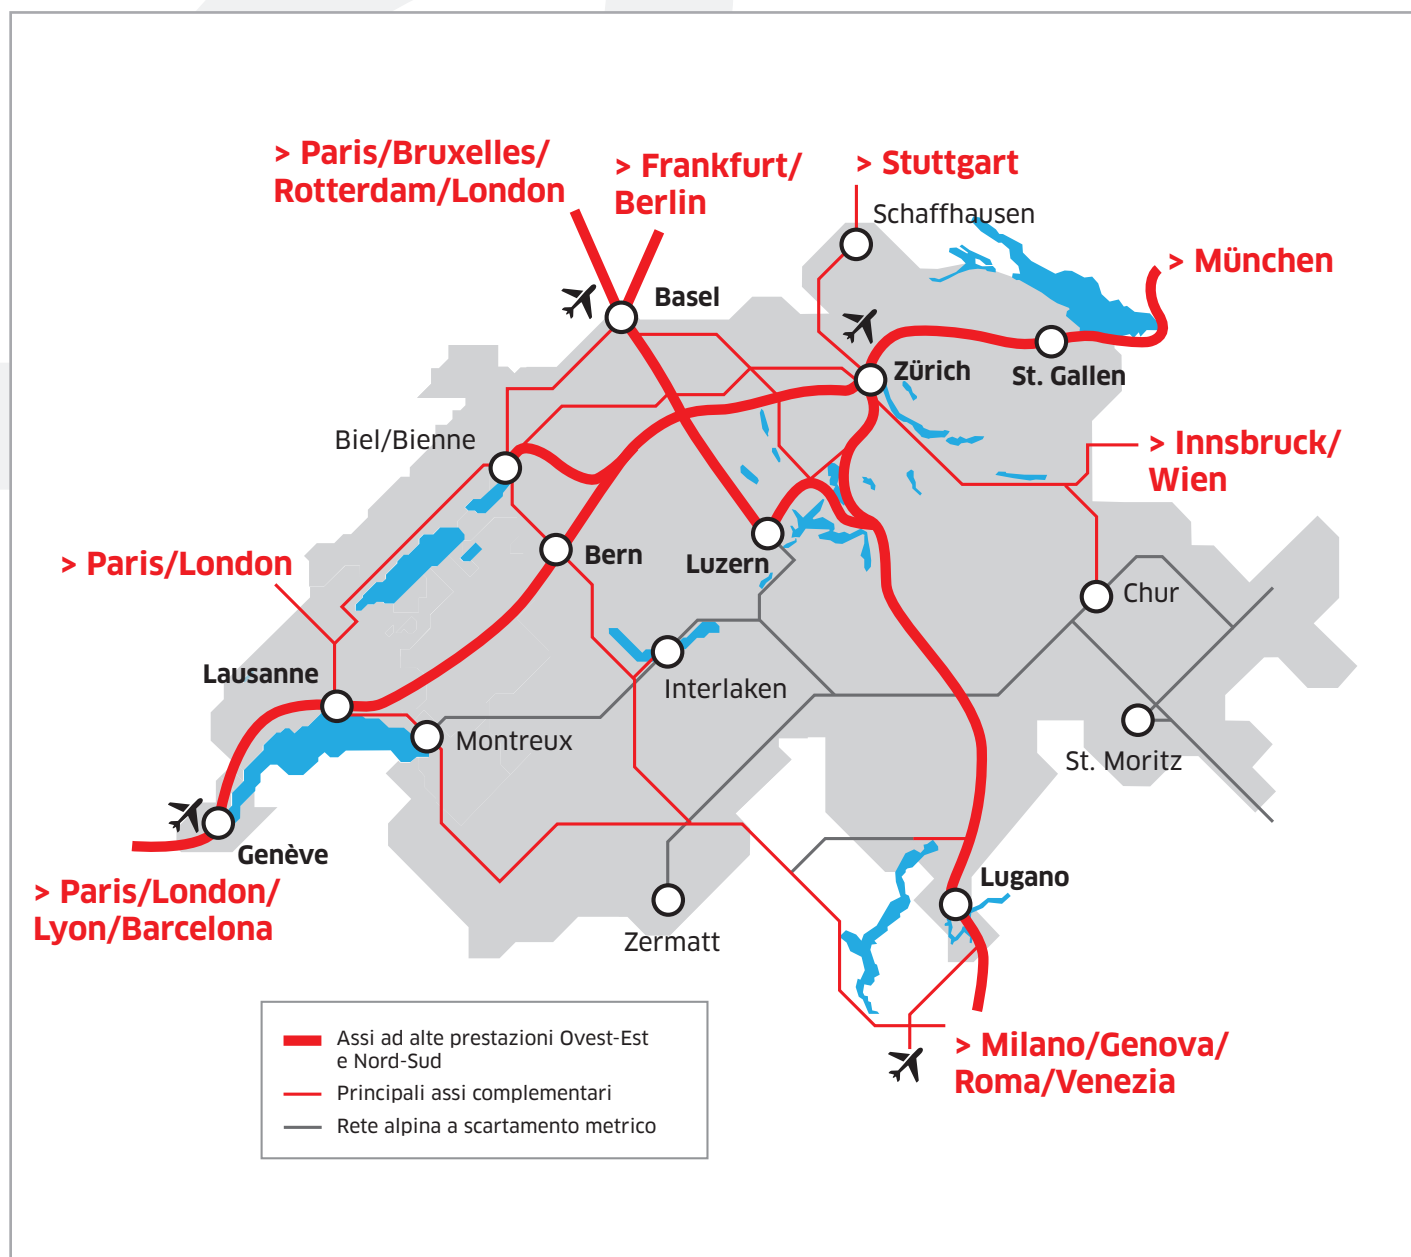 > Paris/Bruxelles/
Rotterdam/London
> Frankfurt/
Berlin
> Stuttgart
Schaffhausen
> München
Basel
Zürich
St. Gallen
Biel/Bienne
> Innsbruck/
Wien
> Paris/London
Bern
Luzern
Chur
Lausanne
Interlaken
Montreux
St. Moritz
Genève
> Paris/London/
Lyon/Barcelona
Lugano
Zermatt
Assi ad alte prestazioni Ovest-Est
e Nord-Sud
Principali assi complementari
Rete alpina a scartamento metrico
> Milano/Genova/
Roma/Venezia